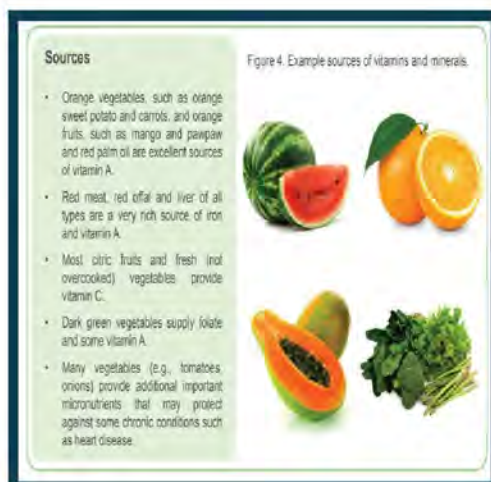 Sources
• Orange vegetables, such as orange
sweet potato and carrots, and orange
fruits, such as mango and pawpaw
and red palm oil are excellent sources
of vitamin A.
• Red meat, red offal and liver of all
types are a very rich source of iron
and vitamin A.
• Most citric fruits and fresh (not
overcooked) vegetables provide
vitamin C.
• Dark green vegetables supply folate
and some vitamin A.
• Many vegetables (e.g., tomatoes,
onions) provide additional important
micronutrients that may protect
against some chronic conditions such
as heart disease.
Figure 4. Example sources of vitamins and minerals.